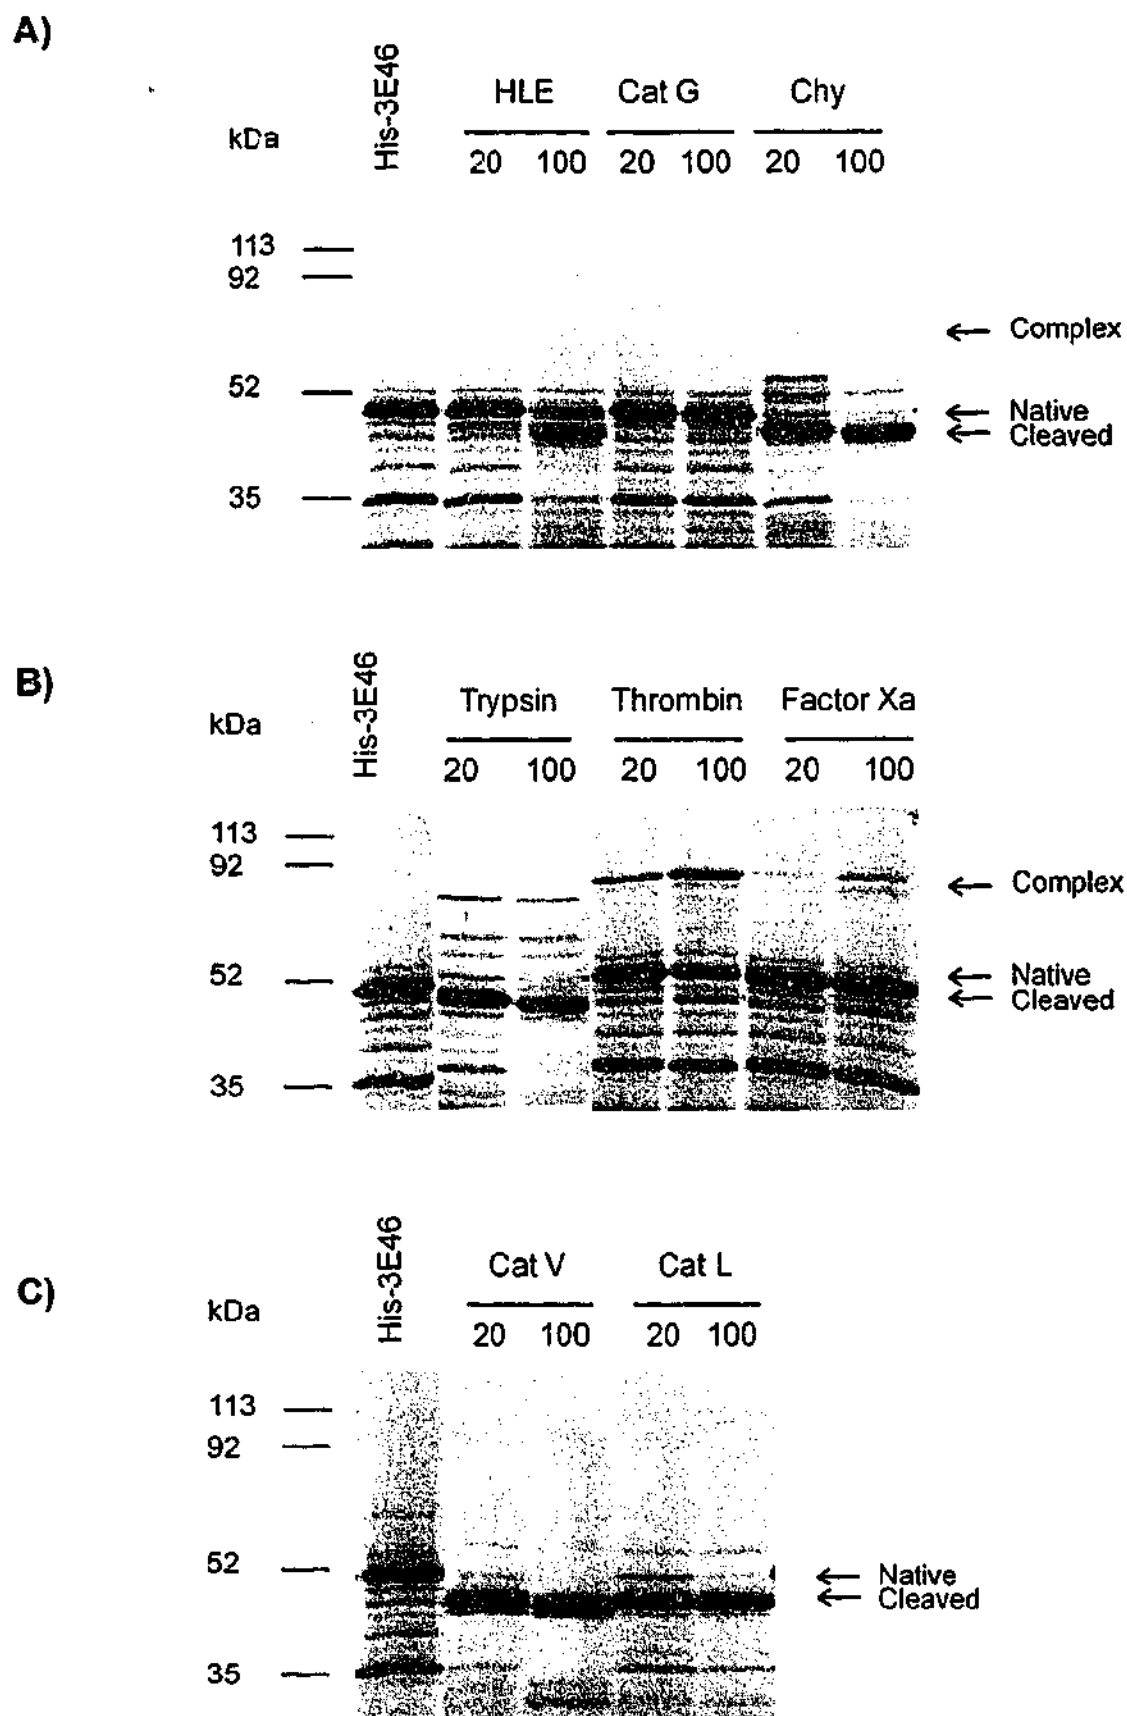 A)
His-3E46
HLE Cat G Chy
kDa
20 100 20 100 20 100
113
92
← Complex
52
← Native
← Cleaved
35
B)
His-3E46
Trypsin Thrombin Factor Xa
kDa
20 100 20 100 20 100
113
92
← Complex
52
← Native
← Cleaved
35
C)
His-3E46
Cat V Cat L
kDa
20 100 20 100
113
92
52
← Native
← Cleaved
35